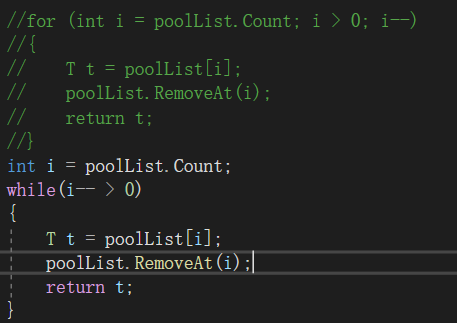 //for (int i = poolList.Count; i > 0; i--)
//{
//    T t = poolList[i];
//    poolList.RemoveAt(i);
//    return t;
//}
int i = poolList.Count;
while(i-- > 0)
{
    T t = poolList[i];
    poolList.RemoveAt(i);
    return t;
}